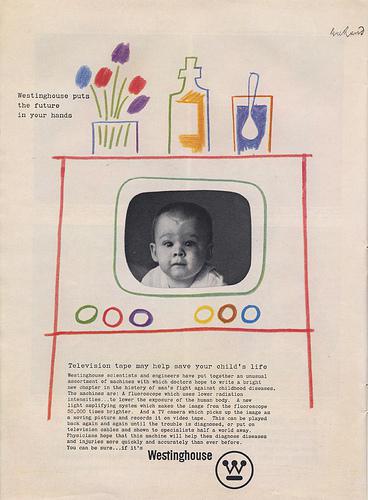 Westinghouse puts
the future
in your hands
Television tape may help save your child's life
Westinghouse scientists and engineers have put together an unusual
assortment of machines with which doctors hope to write a bright
new chapter in the history of man's fight against childhood diseases.
The machines are: A fluoroscope which uses lower radiation
intensities...to lower the exposure of the human body. A new
light amplifying system which makes the image from the fluoroscope
50,000 times brighter. And a TV camera which picks up the image as
a moving picture and records it on video tape. This can be played
back again and again until the trouble is diagnosed, or put on
television cables and shown to specialists half a world away.
Physicians hope that this machine will help them diagnose diseases
and injuries more quickly and accurately than ever before.
You can be sure...if it's
Westinghouse
W